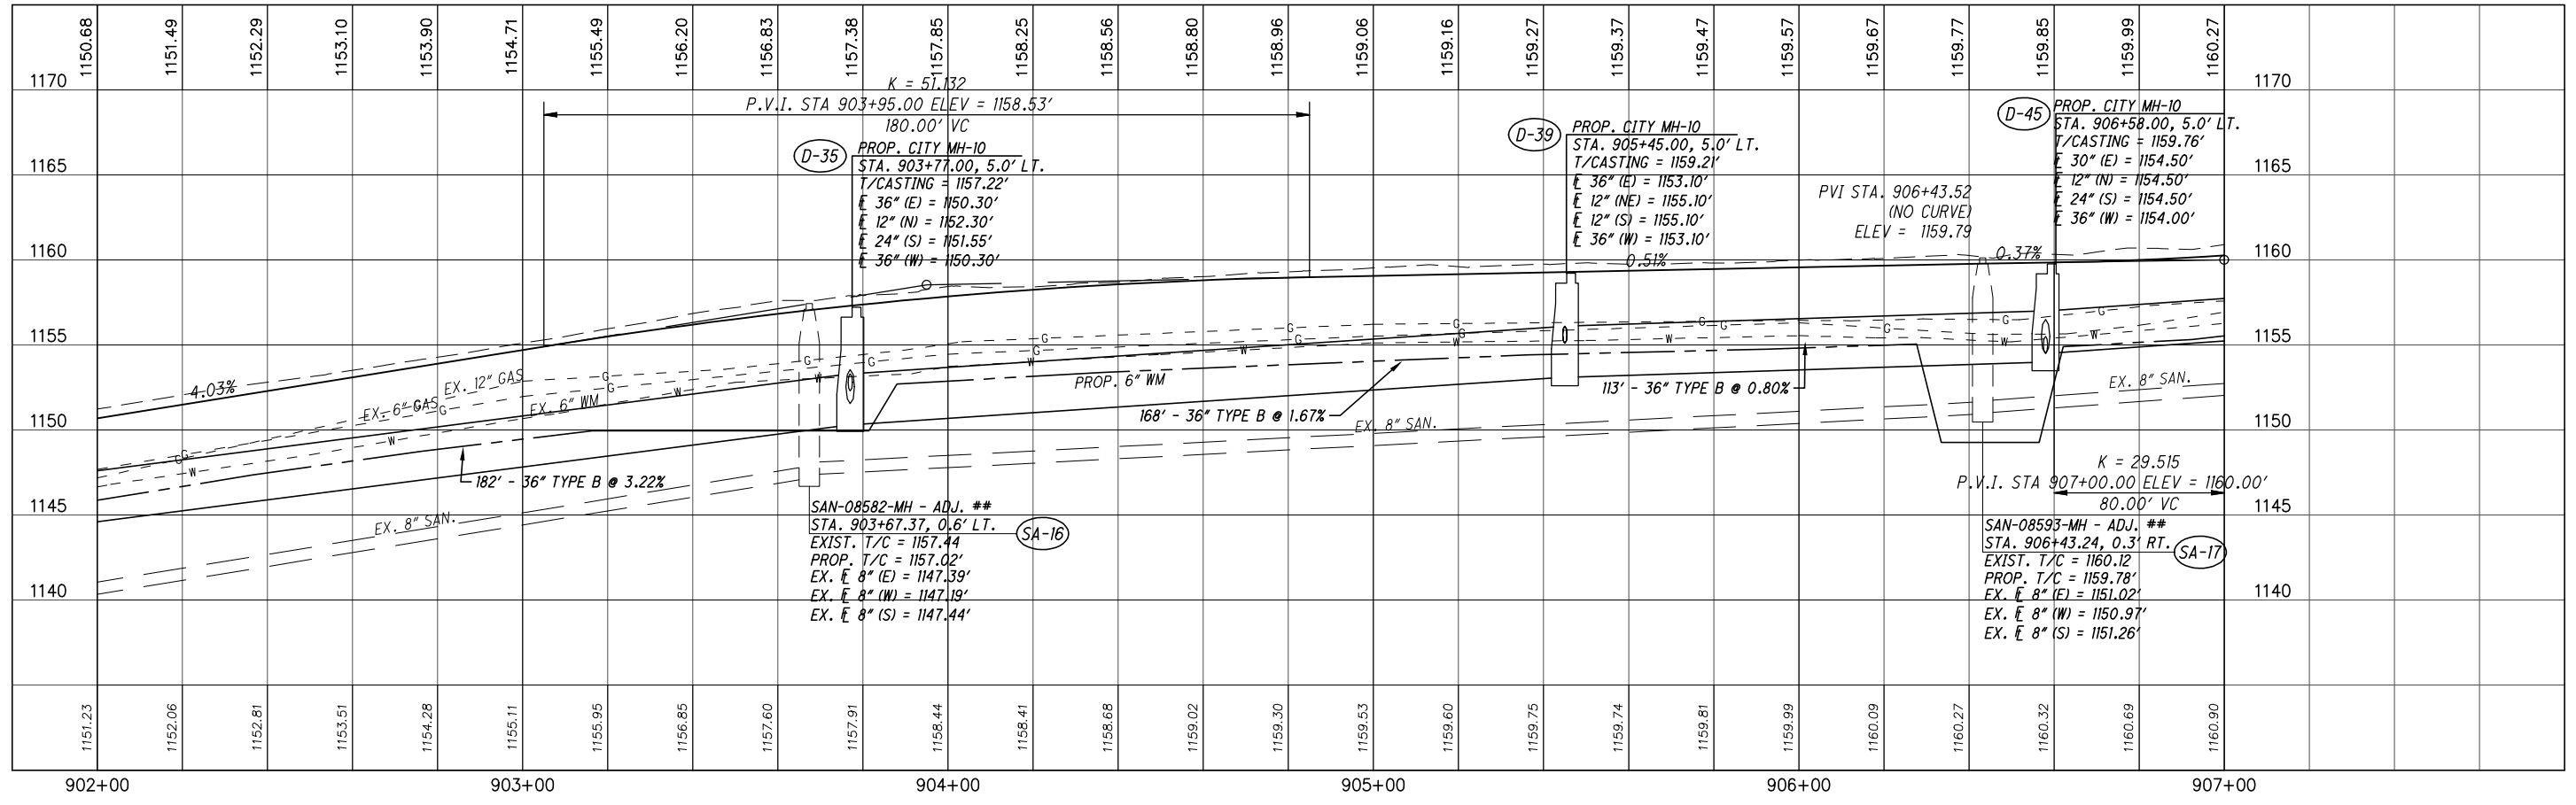 1150.68 1151.49 1152.29 1153.10 1153.90 1154.71 1155.49 1156.20 1156.83 1157.38 1157.85 1158.25 1158.56 1158.80 1158.96 1159.06 1159.16 1159.27 1159.37 1159.47 1159.57 1159.67 1159.77 1159.85 1159.99 1160.27
1170 1170
K = 51.132
P.V.I. STA 903+95.00 ELEV = 1158.53'
180.00' VC
D-35
PROP. CITY MH-10
STA. 903+77.00, 5.0' LT.
T/CASTING = 1157.22'
℄ 36" (E) = 1150.30'
℄ 12" (N) = 1152.30'
℄ 24" (S) = 1151.55'
℄ 36" (W) = 1150.30'
D-39
PROP. CITY MH-10
STA. 905+45.00, 5.0' LT.
T/CASTING = 1159.21'
℄ 36" (E) = 1153.10'
℄ 12" (NE) = 1155.10'
℄ 12" (S) = 1155.10'
℄ 36" (W) = 1153.10'
0.51%
D-45
PROP. CITY MH-10
STA. 906+58.00, 5.0' LT.
T/CASTING = 1159.76'
℄ 30" (E) = 1154.50'
℄ 12" (N) = 1154.50'
℄ 24" (S) = 1154.50'
℄ 36" (W) = 1154.00'
PVI STA. 906+43.52
(NO CURVE)
ELEV = 1159.79
0.37%
1165 1165
1160 1160
1155 1155
4.03%
EX. 12" GAS
EX. 6" GAS
EX. 6" WM
G G G G G G G G G G G G G G G
W W W W W W W W W
PROP. 6" WM
113' - 36" TYPE B @ 0.80%
EX. 8" SAN.
168' - 36" TYPE B @ 1.67%
EX. 8" SAN.
1150 1150
182' - 36" TYPE B @ 3.22%
K = 29.515
P.V.I. STA 907+00.00 ELEV = 1160.00'
80.00' VC
1145 1145
EX. 8" SAN.
SAN-08582-MH - ADJ. ##
STA. 903+67.37, 0.6' LT.
SA-16
EXIST. T/C = 1157.44
PROP. T/C = 1157.02'
EX. ℄ 8" (E) = 1147.39'
EX. ℄ 8" (W) = 1147.19'
EX. ℄ 8" (S) = 1147.44'
SAN-08593-MH - ADJ. ##
STA. 906+43.24, 0.3' RT.
SA-17
EXIST. T/C = 1160.12
PROP. T/C = 1159.78'
EX. ℄ 8" (E) = 1151.02'
EX. ℄ 8" (W) = 1150.97'
EX. ℄ 8" (S) = 1151.26'
1140 1140
1151.23 1152.06 1152.81 1153.51 1154.28 1155.11 1155.95 1156.85 1157.60 1157.91 1158.44 1158.41 1158.68 1159.02 1159.30 1159.53 1159.60 1159.75 1159.74 1159.81 1159.99 1160.09 1160.27 1160.32 1160.69 1160.90
902+00 903+00 904+00 905+00 906+00 907+00